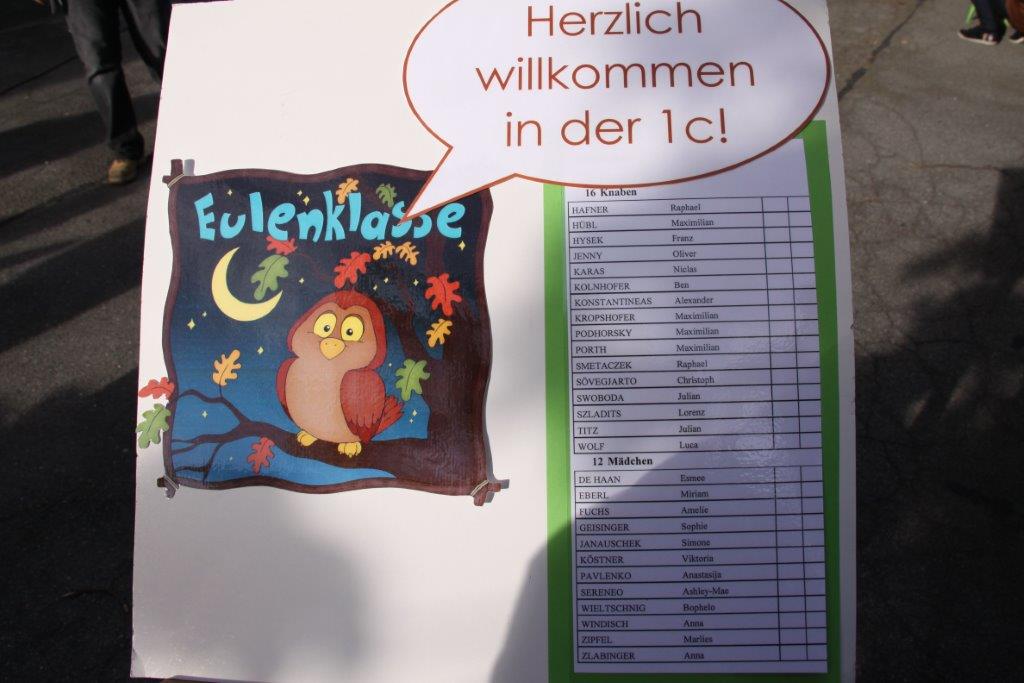 Herzlich
willkommen
in der 1c!
Eulenklasse
16 Knaben
HAFNER Raphael
HÜBL Maximilian
HYSEK Franz
JENNY Oliver
KARAS Niclas
KOLNHOFER Ben
KONSTANTINEAS Alexander
KROPSHOFER Maximilian
PODHORSKY Maximilian
PORTH Maximilian
SMETACZEK Raphael
SÖVEGJARTO Christoph
SWOBODA Julian
SZLADITS Lorenz
TITZ Julian
WOLF Luca
12 Mädchen
DE HAAN Esmee
EBERL Miriam
FUCHS Amelie
GEISINGER Sophie
JANAUSCHEK Simone
KÖSTNER Viktoria
PAVLENKO Anastasija
SERENEO Ashley-Mae
WIELTSCHNIG Bophelo
WINDISCH Anna
ZIPFEL Marlies
ZLABINGER Anna